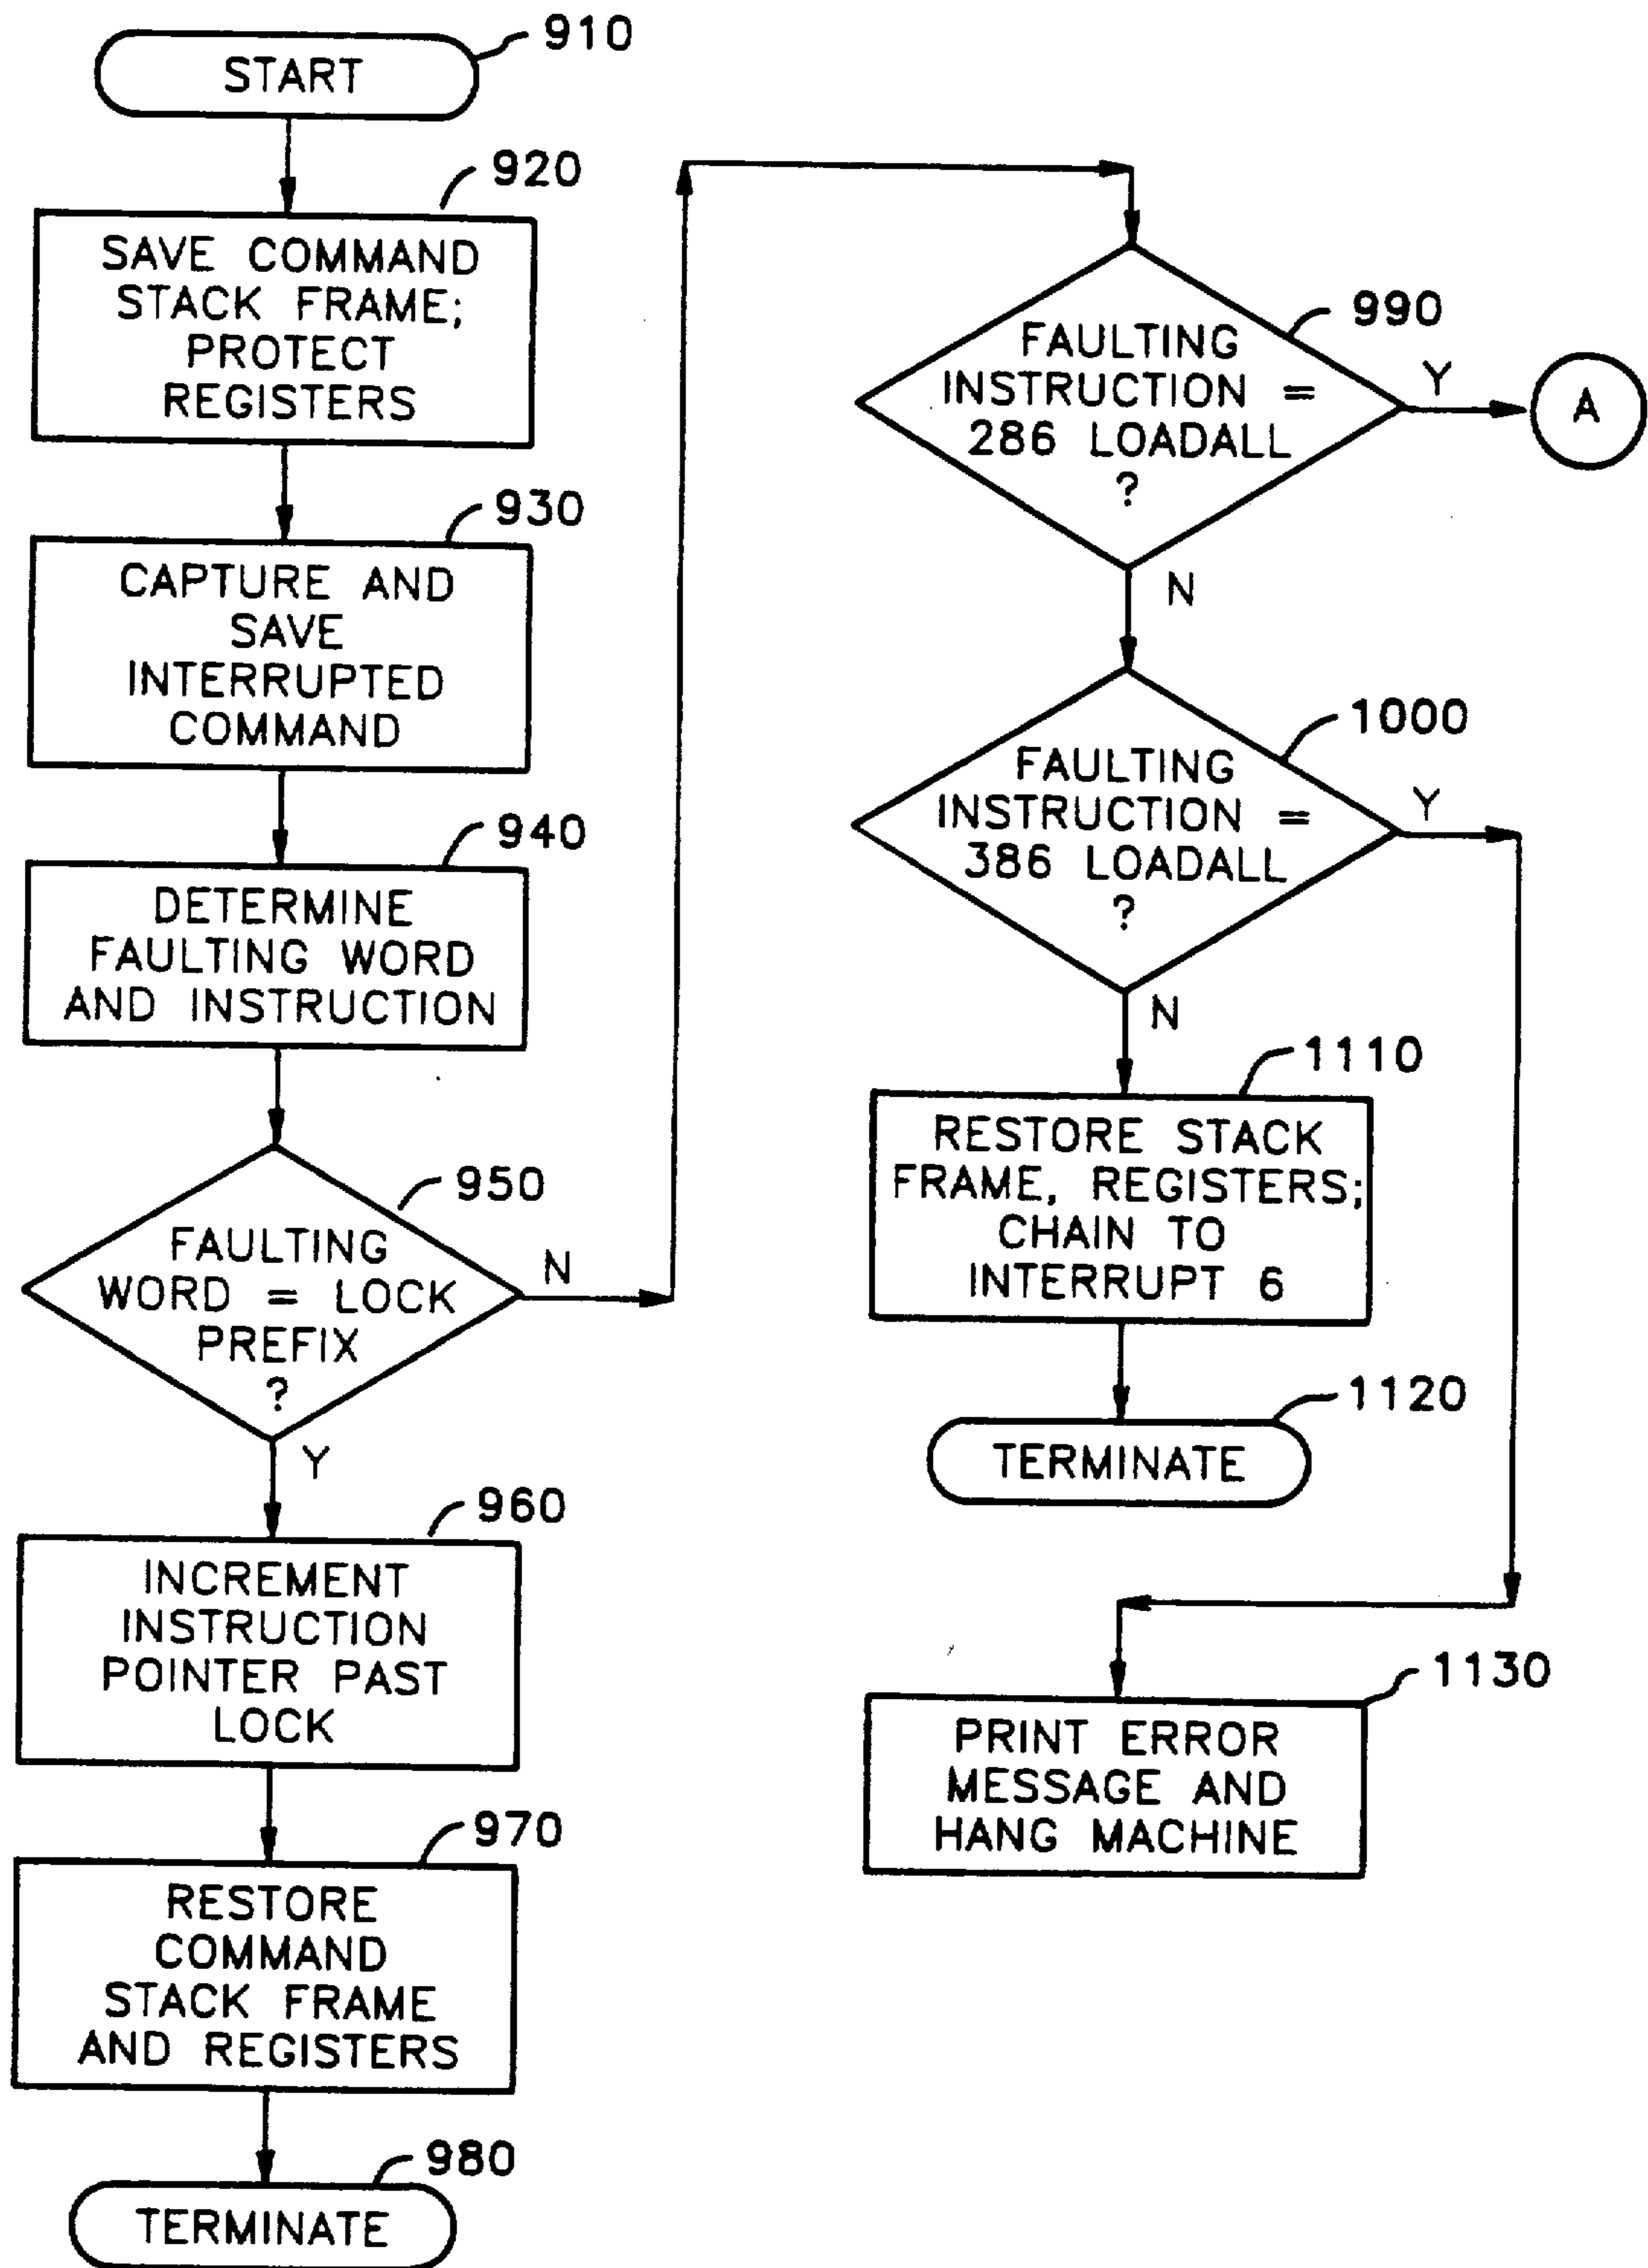 910
START
920
SAVE COMMAND
STACK FRAME;
PROTECT
REGISTERS
930
CAPTURE AND
SAVE
INTERRUPTED
COMMAND
940
DETERMINE
FAULTING WORD
AND INSTRUCTION
950
FAULTING
WORD = LOCK
PREFIX
?
N
Y
960
INCREMENT
INSTRUCTION
POINTER PAST
LOCK
970
RESTORE
COMMAND
STACK FRAME
AND REGISTERS
980
TERMINATE
990
FAULTING
INSTRUCTION =
286 LOADALL
?
Y
A
N
1000
FAULTING
INSTRUCTION =
386 LOADALL
?
Y
N
1110
RESTORE STACK
FRAME, REGISTERS;
CHAIN TO
INTERRUPT 6
1120
TERMINATE
1130
PRINT ERROR
MESSAGE AND
HANG MACHINE